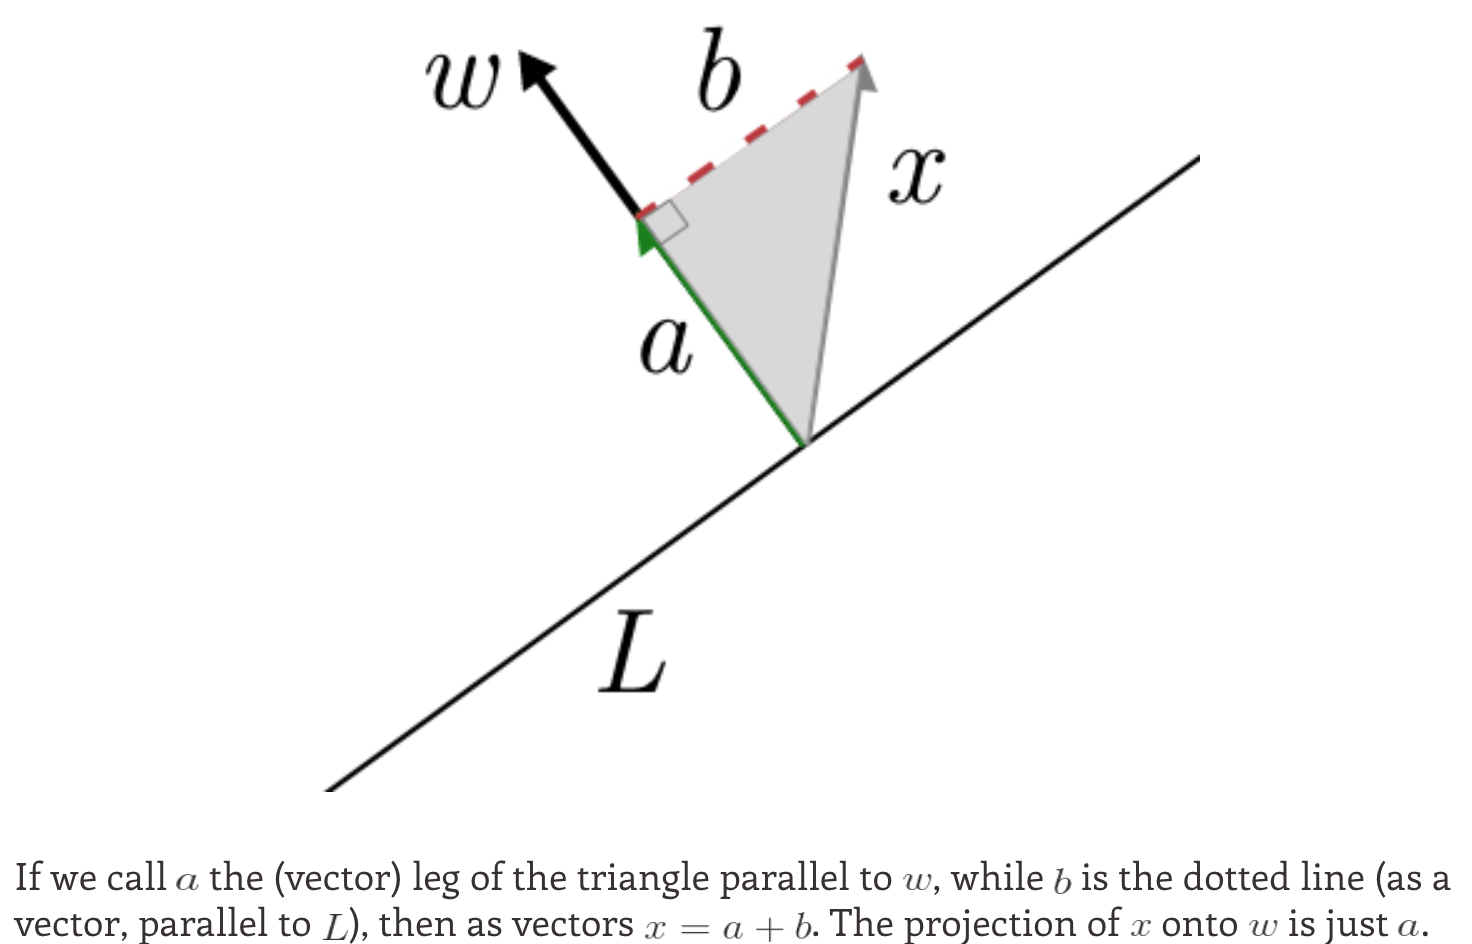 w
b
x
a
L
If we call a the (vector) leg of the triangle parallel to w, while b is the dotted line (as a
vector, parallel to L), then as vectors x = a + b. The projection of x onto w is just a.